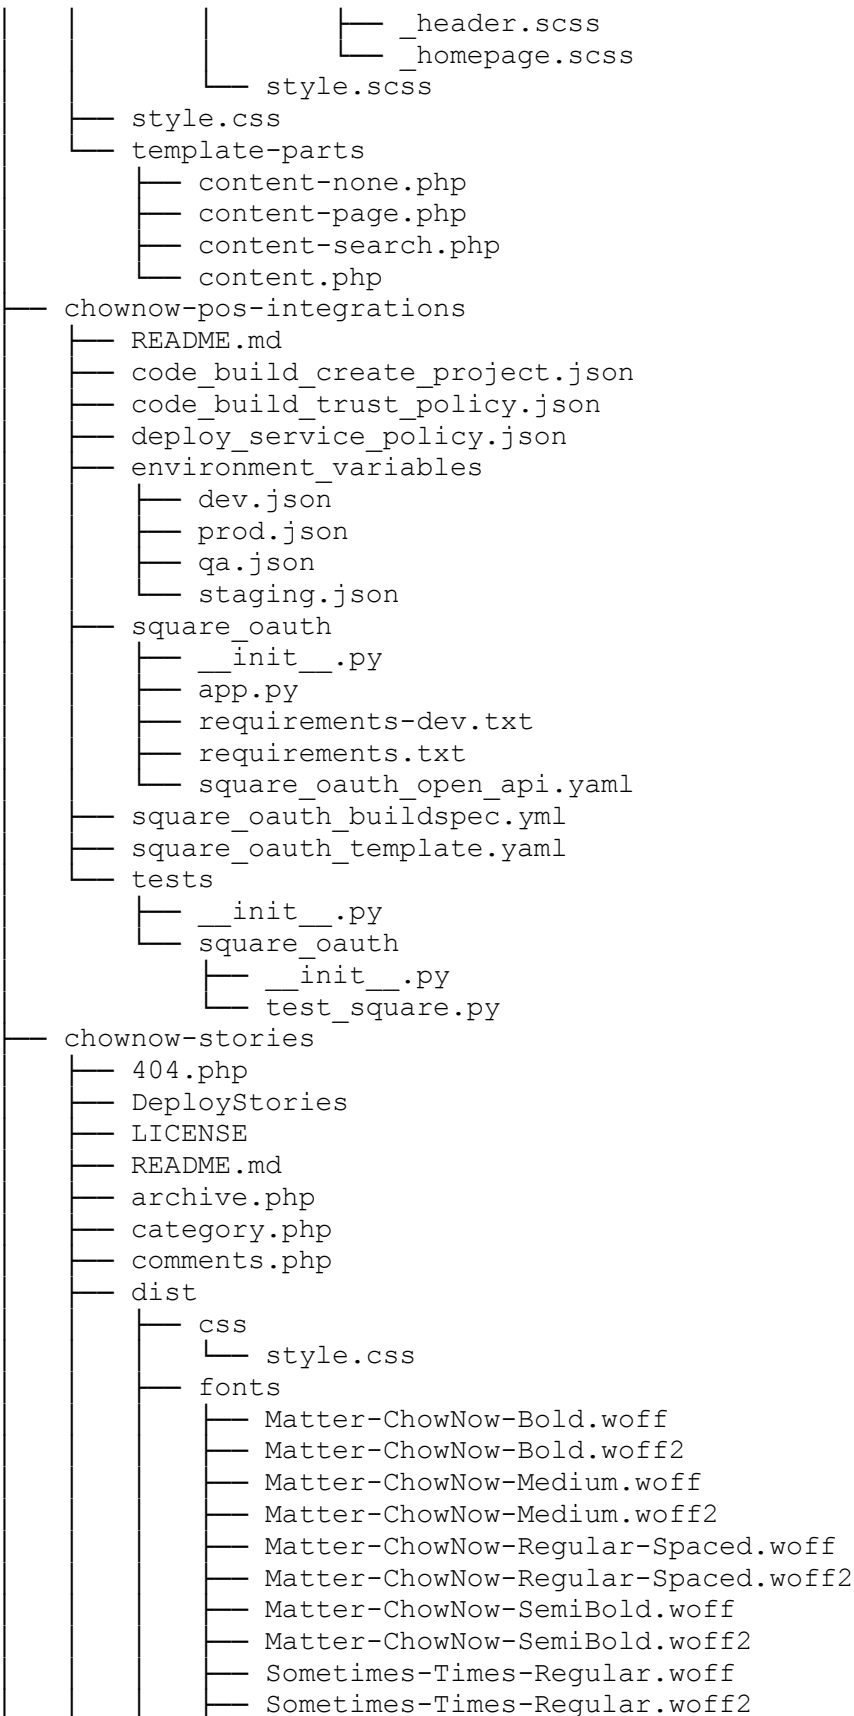 │   │       │       ├── _header.scss
│   │       │       └── _homepage.scss
│   │       └── style.scss
│   ├── style.css
│   └── template-parts
│       ├── content-none.php
│       ├── content-page.php
│       ├── content-search.php
│       └── content.php
├── chownow-pos-integrations
│   ├── README.md
│   ├── code_build_create_project.json
│   ├── code_build_trust_policy.json
│   ├── deploy_service_policy.json
│   ├── environment_variables
│   │   ├── dev.json
│   │   ├── prod.json
│   │   ├── qa.json
│   │   └── staging.json
│   ├── square_oauth
│   │   ├── __init__.py
│   │   ├── app.py
│   │   ├── requirements-dev.txt
│   │   ├── requirements.txt
│   │   └── square_oauth_open_api.yaml
│   ├── square_oauth_buildspec.yml
│   ├── square_oauth_template.yaml
│   └── tests
│       ├── __init__.py
│       └── square_oauth
│           ├── __init__.py
│           └── test_square.py
├── chownow-stories
│   ├── 404.php
│   ├── DeployStories
│   ├── LICENSE
│   ├── README.md
│   ├── archive.php
│   ├── category.php
│   ├── comments.php
│   ├── dist
│   │   ├── css
│   │   │   └── style.css
│   │   ├── fonts
│   │   │   ├── Matter-ChowNow-Bold.woff
│   │   │   ├── Matter-ChowNow-Bold.woff2
│   │   │   ├── Matter-ChowNow-Medium.woff
│   │   │   ├── Matter-ChowNow-Medium.woff2
│   │   │   ├── Matter-ChowNow-Regular-Spaced.woff
│   │   │   ├── Matter-ChowNow-Regular-Spaced.woff2
│   │   │   ├── Matter-ChowNow-SemiBold.woff
│   │   │   ├── Matter-ChowNow-SemiBold.woff2
│   │   │   ├── Sometimes-Times-Regular.woff
│   │   │   ├── Sometimes-Times-Regular.woff2